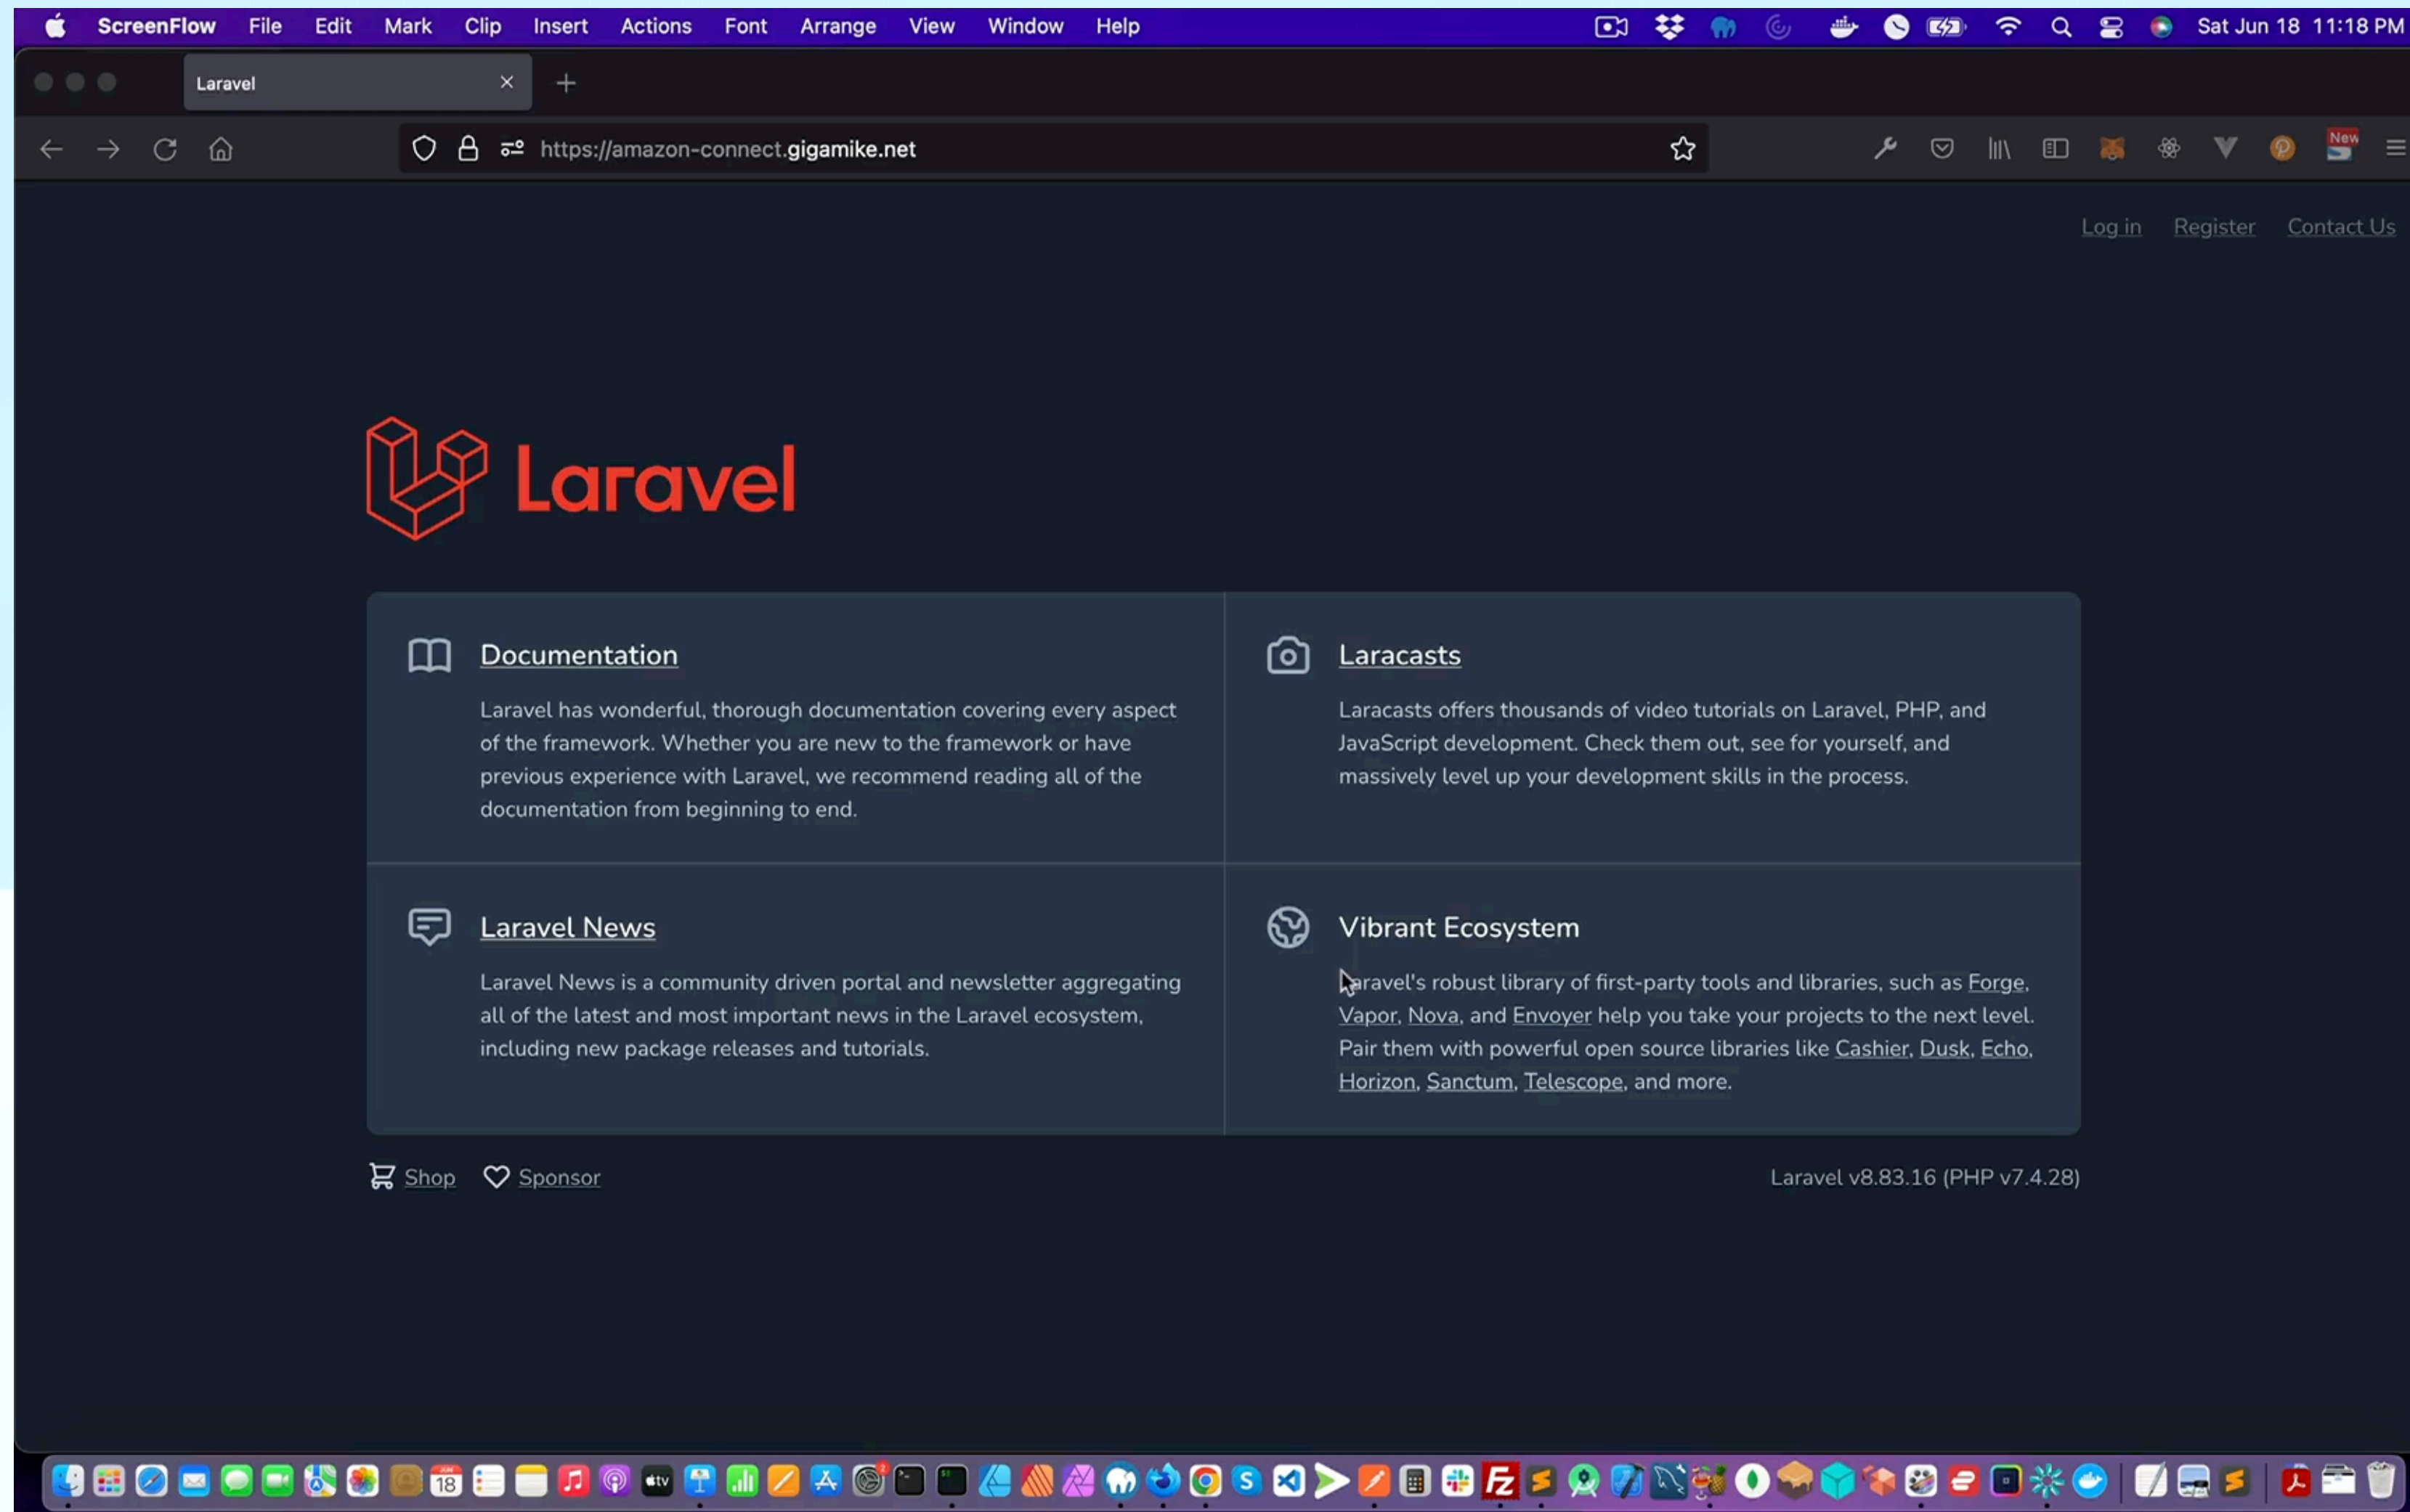 ScreenFlow File Edit Mark Clip Insert Actions Font Arrange View Window Help Sat Jun 18 11:18 PM
Laravel
https://amazon-connect.gigamike.net
New
Log in Register Contact Us
Laravel
Documentation
Laravel has wonderful, thorough documentation covering every aspect
of the framework. Whether you are new to the framework or have
previous experience with Laravel, we recommend reading all of the
documentation from beginning to end.
Laracasts
Laracasts offers thousands of video tutorials on Laravel, PHP, and
JavaScript development. Check them out, see for yourself, and
massively level up your development skills in the process.
Laravel News
Laravel News is a community driven portal and newsletter aggregating
all of the latest and most important news in the Laravel ecosystem,
including new package releases and tutorials.
Vibrant Ecosystem
Laravel's robust library of first-party tools and libraries, such as Forge,
Vapor, Nova, and Envoyer help you take your projects to the next level.
Pair them with powerful open source libraries like Cashier, Dusk, Echo,
Horizon, Sanctum, Telescope, and more.
Shop Sponsor
Laravel v8.83.16 (PHP v7.4.28)
JUN
18
tv
2